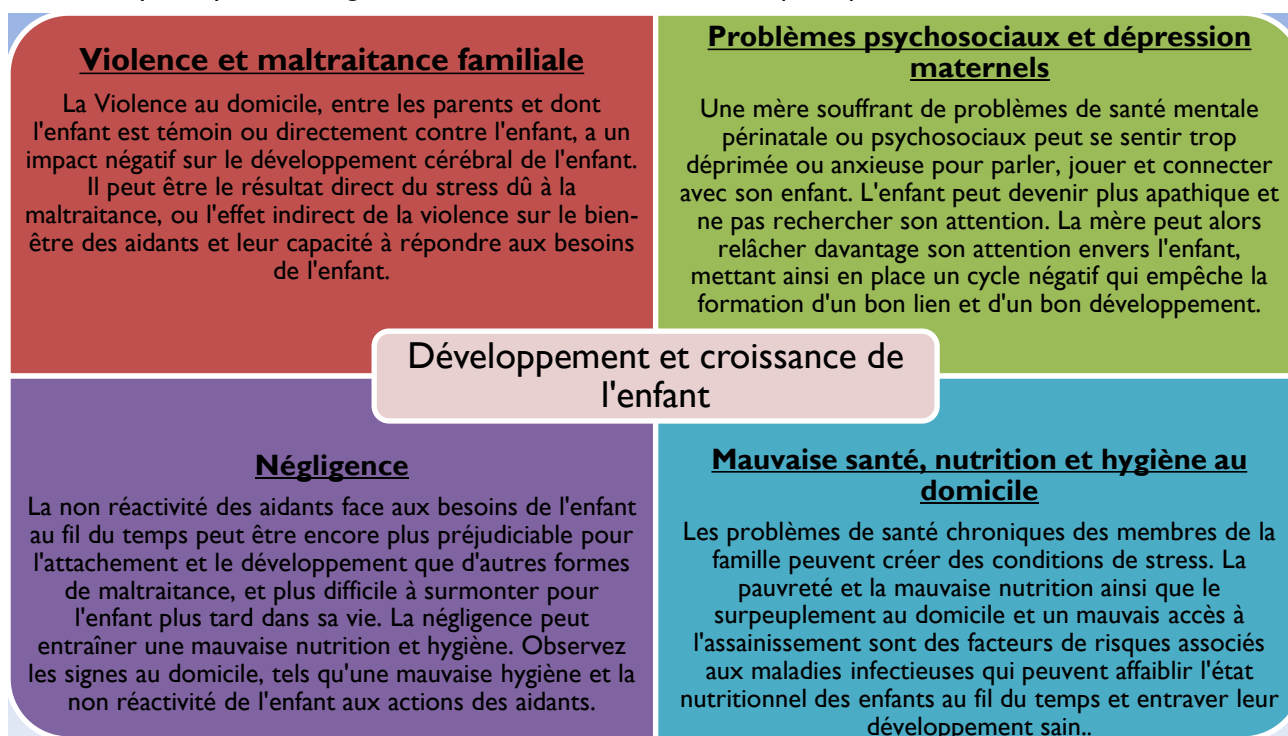 Violence et maltraitance familiale
La Violence au domicile, entre les parents et dont
l'enfant est témoin ou directement contre l'enfant, a un
impact négatif sur le développement cérébral de l'enfant.
Il peut être le résultat direct du stress dû à la
maltraitance, ou l'effet indirect de la violence sur le bien-
être des aidants et leur capacité à répondre aux besoins
de l'enfant.
Problèmes psychosociaux et dépression
maternels
Une mère souffrant de problèmes de santé mentale
périnatale ou psychosociaux peut se sentir trop
déprimée ou anxieuse pour parler, jouer et connecter
avec son enfant. L'enfant peut devenir plus apathique et
ne pas rechercher son attention. La mère peut alors
relâcher davantage son attention envers l'enfant,
mettant ainsi en place un cycle négatif qui empêche la
formation d'un bon lien et d'un bon développement.
Développement et croissance de
l'enfant
Négligence
La non réactivité des aidants face aux besoins de l'enfant
au fil du temps peut être encore plus préjudiciable pour
l'attachement et le développement que d'autres formes
de maltraitance, et plus difficile à surmonter pour
l'enfant plus tard dans sa vie. La négligence peut
entraîner une mauvaise nutrition et hygiène. Observez
les signes au domicile, tels qu'une mauvaise hygiène et la
non réactivité de l'enfant aux actions des aidants.
Mauvaise santé, nutrition et hygiène au
domicile
Les problèmes de santé chroniques des membres de la
famille peuvent créer des conditions de stress. La
pauvreté et la mauvaise nutrition ainsi que le
surpeuplement au domicile et un mauvais accès à
l'assainissement sont des facteurs de risques associés
aux maladies infectieuses qui peuvent affaiblir l'état
nutritionnel des enfants au fil du temps et entraver leur
développement sain..